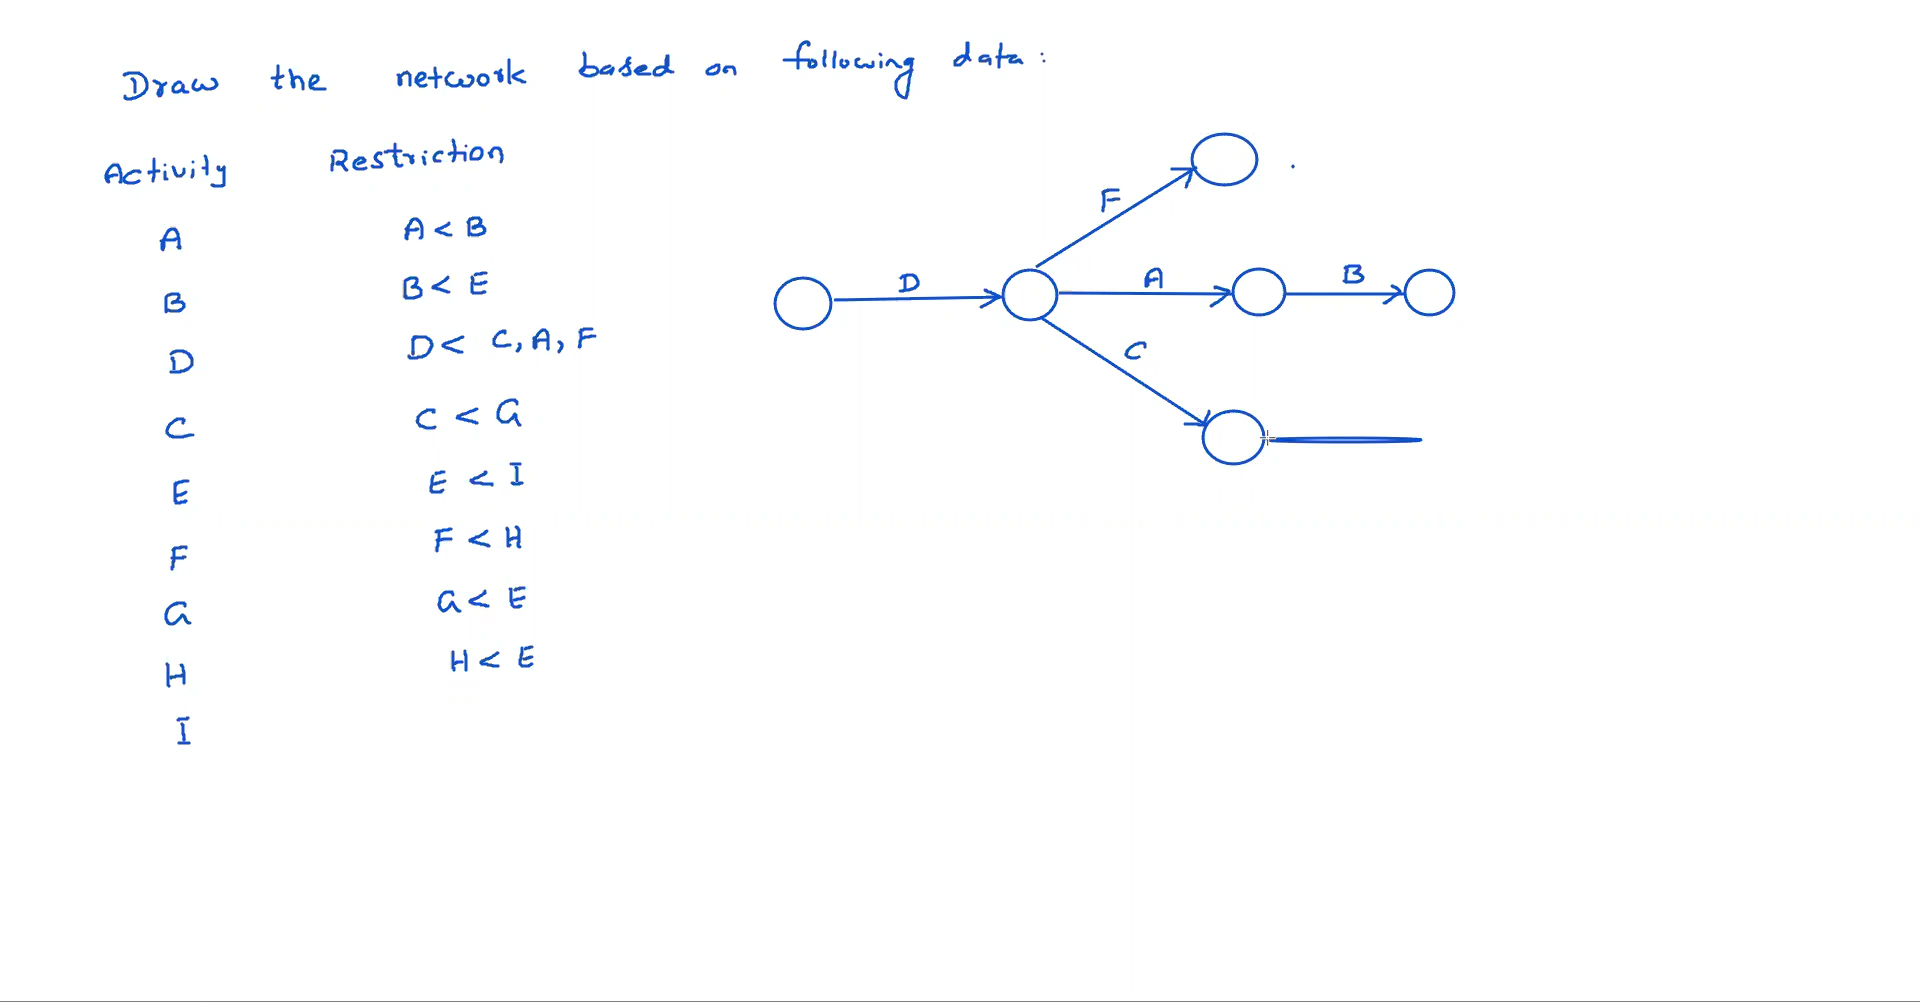 Draw the network based on following data:
Activity Restriction
A A < B
B B < E
D D < C, A, F
C C < G
E E < I
F F < H
G G < E
H H < E
I
F
D A B
C